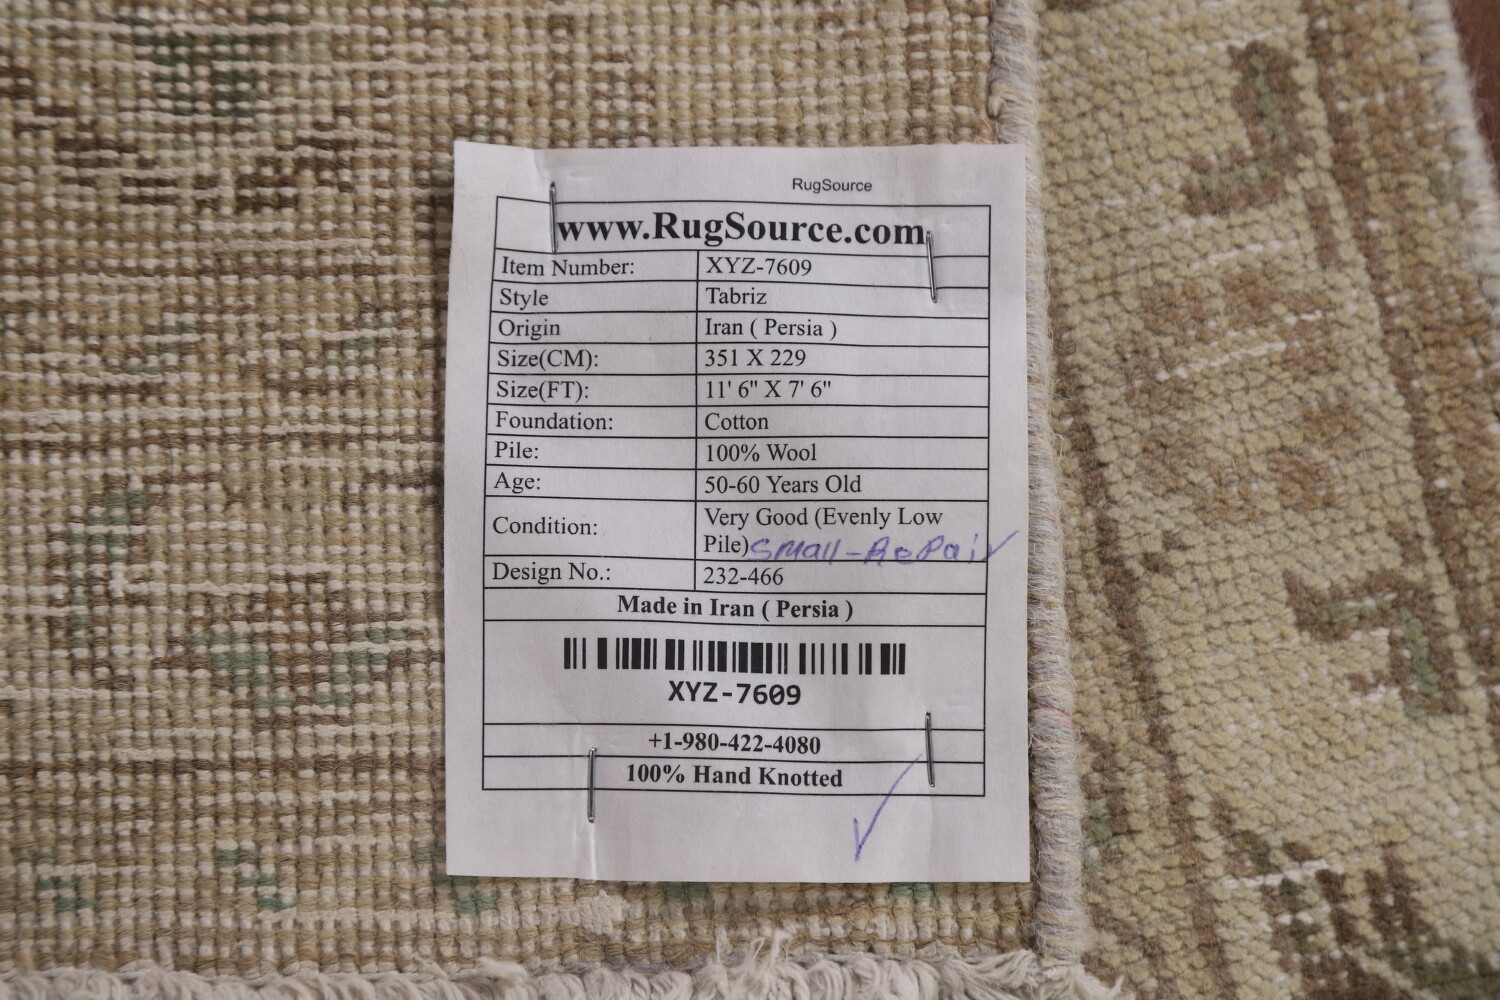 RugSource
www.RugSource.com
Item Number: XYZ-7609
Style Tabriz
Origin Iran ( Persia )
Size(CM): 351 X 229
Size(FT): 11' 6" X 7' 6"
Foundation: Cotton
Pile: 100% Wool
Age: 50-60 Years Old
Condition: Very Good (Evenly Low
Pile) Small-RePair
Design No.: 232-466
Made in Iran ( Persia )
XYZ-7609
+1-980-422-4080
100% Hand Knotted